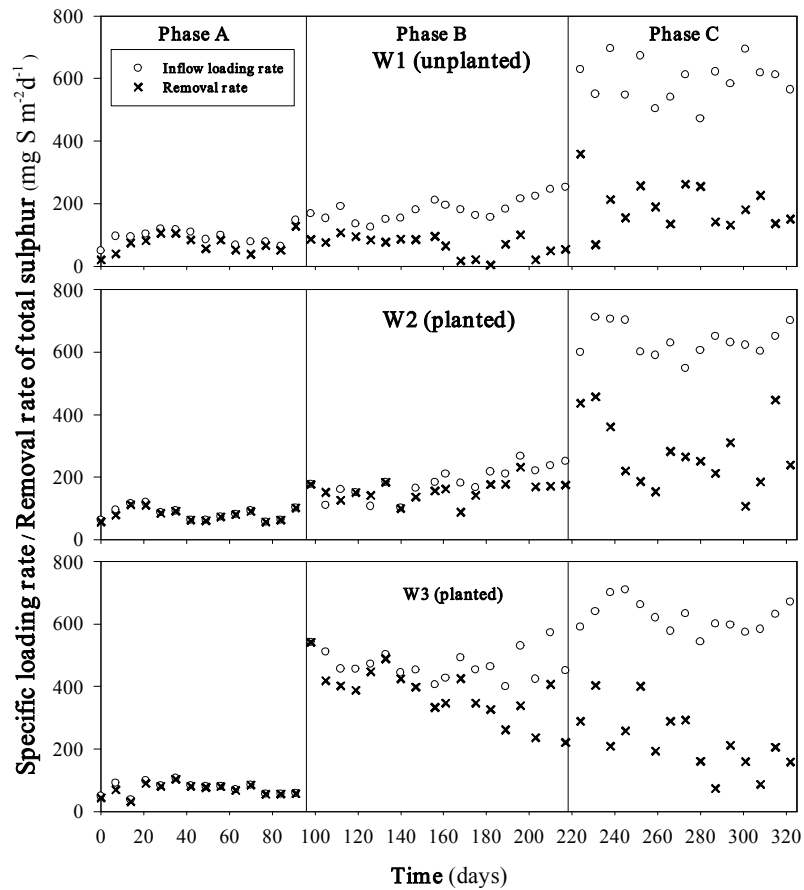 Specific loading rate / Removal rate of total sulphur (mg S m-2d-1)
Phase A Phase B Phase C
W1 (unplanted)
Inflow loading rate
Removal rate
800
600
400
200
0
W2 (planted)
800
600
400
200
0
W3 (planted)
800
600
400
200
0
0 20 40 60 80 100 120 140 160 180 200 220 240 260 280 300 320
Time (days)